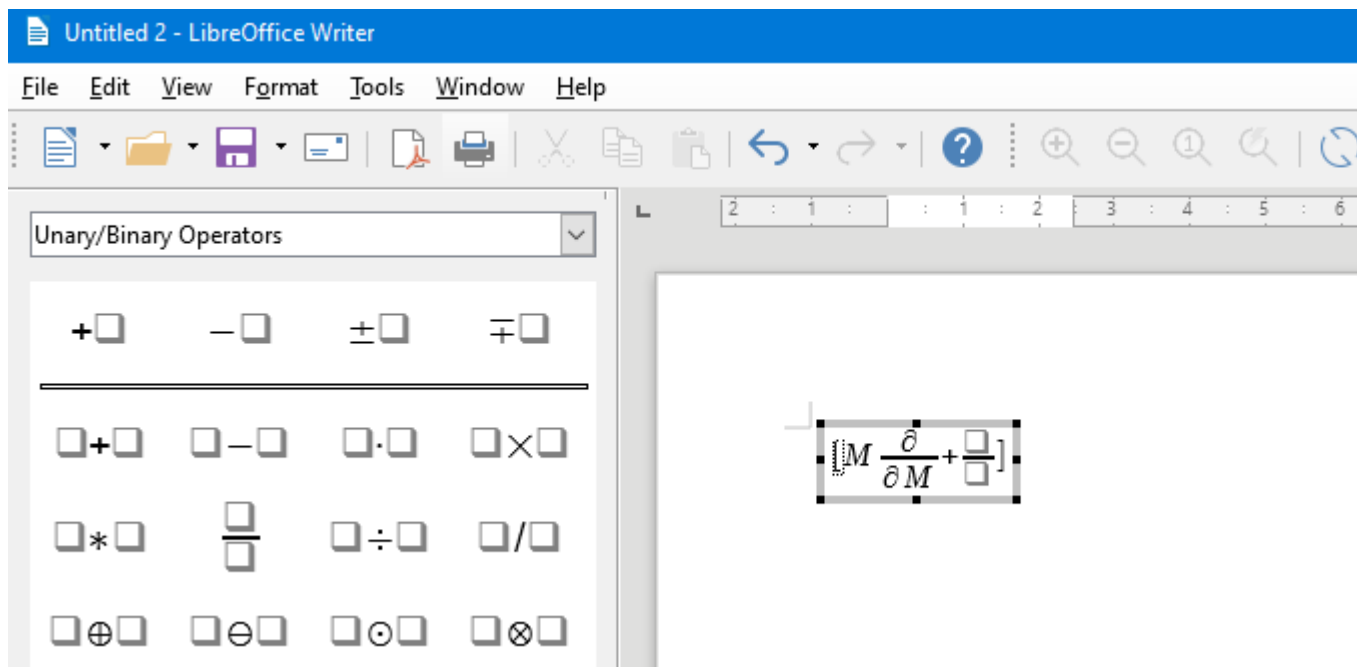 Untitled 2 - LibreOffice Writer
File Edit View Format Tools Window Help
2 1 1 2 3 4 5 6
Unary/Binary Operators
+□ −□ ±□ ∓□
□+□ □−□ □·□ □×□
[M ∂/∂M + □/□]
□∗□ □/□ □÷□ □/□
□⊕□ □⊖□ □⊙□ □⊗□